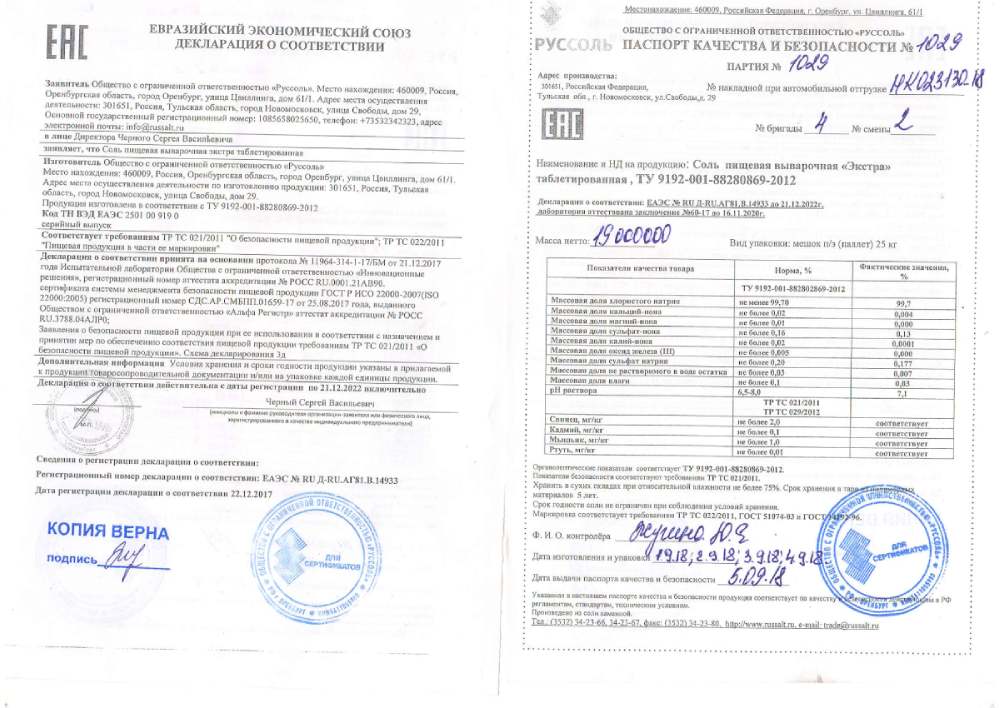 ЕАС
ЕВРАЗИЙСКИЙ ЭКОНОМИЧЕСКИЙ СОЮЗ
ДЕКЛАРАЦИЯ О СООТВЕТСТВИИ
Заявитель Общество с ограниченной ответственностью «Руссоль». Место нахождения: 460009, Россия,
Оренбургская область, город Оренбург, улица Цвиллинга, дом 61/1. Адрес места осуществления
деятельности: 301651, Россия, Тульская область, город Новомосковск, улица Свободы, дом 29.
Основной государственный регистрационный номер: 1085658025650, телефон: +73532342323, адрес
электронной почты: info@russalt.ru
в лице Директора Черного Сергея Васильевича
заявляет, что Соль пищевая выварочная экстра таблетированная
Изготовитель Общество с ограниченной ответственностью «Руссоль»
Место нахождения: 460009, Россия, Оренбургская область, город Оренбург, улица Цвиллинга, дом 61/1.
Адрес места осуществления деятельности по изготовлению продукции: 301651, Россия, Тульская
область, город Новомосковск, улица Свободы, дом 29.
Продукция изготовлена в соответствии с ТУ 9192-001-88280869-2012
Код ТН ВЭД ЕАЭС 2501 00 919 0
серийный выпуск
Соответствует требованиям ТР ТС 021/2011 "О безопасности пищевой продукции"; ТР ТС 022/2011
"Пищевая продукция в части ее маркировки"
Декларация о соответствии принята на основании протокола № 11964-314-1-17/БМ от 21.12.2017
года Испытательной лаборатории Общества с ограниченной ответственностью «Инновационные
решения», регистрационный номер аттестата аккредитации № РОСС RU.0001.21АВ90.
сертификата системы менеджмента безопасности пищевой продукции ГОСТ Р ИСО 22000-2007(ISO
22000:2005) регистрационный номер СДС.АР.СМБПП.01659-17 от 25.08.2017 года, выданного
Обществом с ограниченной ответственностью «Альфа Регистр» аттестат аккредитации № РОСС
RU.3788.04АЛР0;
Заявления о безопасности пищевой продукции при ее использовании в соответствии с назначением и
принятии мер по обеспечению соответствия пищевой продукции требованиям ТР ТС 021/2011 «О
безопасности пищевой продукции». Схема декларирования 3д
Дополнительная информация Условия хранения и сроки годности продукции указаны в прилагаемой
к продукции товаросопроводительной документации и/или на упаковке каждой единицы продукции.
Декларация о соответствии действительна с даты регистрации по 21.12.2022 включительно
Черный Сергей Васильевич
(подпись)
(инициалы и фамилия руководителя организации-заявителя или физического лица,
зарегистрированного в качестве индивидуального предпринимателя)
М.П.
Сведения о регистрации декларации о соответствии:
Регистрационный номер декларации о соответствии: ЕАЭС № RU Д-RU.АГ81.В.14933
Дата регистрации декларации о соответствии 22.12.2017
КОПИЯ ВЕРНА
подпись
ОБЩЕСТВО С ОГРАНИЧЕННОЙ ОТВЕТСТВЕННОСТЬЮ «РУССОЛЬ»
ДЛЯ
СЕРТИФИКАТОВ
Местонахождение: 460009, Российская Федерация, г. Оренбург, ул. Цвиллинга, 61/1
РУССОЛЬ
ОБЩЕСТВО С ОГРАНИЧЕННОЙ ОТВЕТСТВЕННОСТЬЮ «РУССОЛЬ»
ПАСПОРТ КАЧЕСТВА И БЕЗОПАСНОСТИ № 1029
ПАРТИЯ № 1029
Адрес производства:
301651, Российская Федерация,
Тульская обл., г. Новомосковск, ул.Свободы,д. 29
№ накладной при автомобильной отгрузке НК023130.18
ЕАС
№ бригады 4 № смены 2
Наименование и НД на продукцию: Соль пищевая выварочная «Экстра»
таблетированная , ТУ 9192-001-88280869-2012
Декларация о соответствии: ЕАЭС № RU Д-RU.АГ81.В.14933 до 21.12.2022г.
лаборатория аттестована заключение №60-17 до 16.11.2020г.
Масса нетто: 19000000 Вид упаковки: мешок п/э (паллет) 25 кг
Показатели качества товара Норма, % Фактические значения, %
ТУ 9192-001-882802869-2012
Массовая доля хлористого натрия не менее 99,70 99,7
Массовая доля кальций-иона не более 0,02 0,004
Массовая доля магний-иона не более 0,01 0,000
Массовая доля сульфат-иона не более 0,16 0,13
Массовая доля калий-иона не более 0,02 0,0001
Массовая доля оксид железа (III) не более 0,005 0,000
Массовая доля сульфат натрия не более 0,20 0,177
Массовая доля не растворимого в воде остатка не более 0,03 0,007
Массовая доля влаги не более 0,1 0,03
pH раствора 6,5-8,0 7,1
ТР ТС 021/2011
ТР ТС 029/2012
Свинец, мг/кг не более 2,0 соответствует
Кадмий, мг/кг не более 0,1 соответствует
Мышьяк, мг/кг не более 1,0 соответствует
Ртуть, мг/кг не более 0,01 соответствует
Органолептические показатели соответствует ТУ 9192-001-88280869-2012.
Показатели безопасности соответствует требованиям ТР ТС 021/2011.
Хранить в сухих складах при относительной влажности не более 75%. Срок хранения в таре из полимерных
материалов 5 лет.
Срок годности не ограничен при соблюдении условий хранения.
Маркировка соответствует требованиям ТР ТС 022/2011, ГОСТ 51074-03 и ГОСТ 14192-96.
Ф. И. О. контролёра
Дата изготовления и упаковки 1.9.18; 2.9.18; 3.9.18; 4.9.18
Дата выдачи паспорта качества и безопасности 5.09.18
ОБЩЕСТВО С ОГРАНИЧЕННОЙ ОТВЕТСТВЕННОСТЬЮ «РУССОЛЬ»
ДЛЯ
СЕРТИФИКАТОВ
Указанная в настоящем паспорте качества и безопасности продукция соответствует по качеству и безопасности в РФ
регламентам, стандартам, техническим условиям.
Произведено из соли каменной.
Тел., (3532) 34-23-66, 34-23-67, факс: (3532) 34-23-80, http://www.russalt.ru, e-mail: trade@russalt.ru